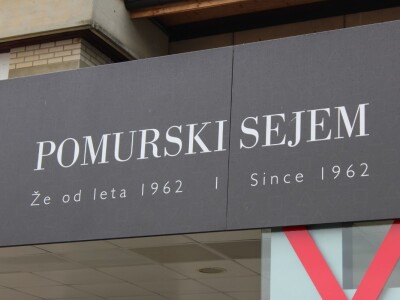 POMURSKI SEJEM
Že od leta 1962 | Since 1962